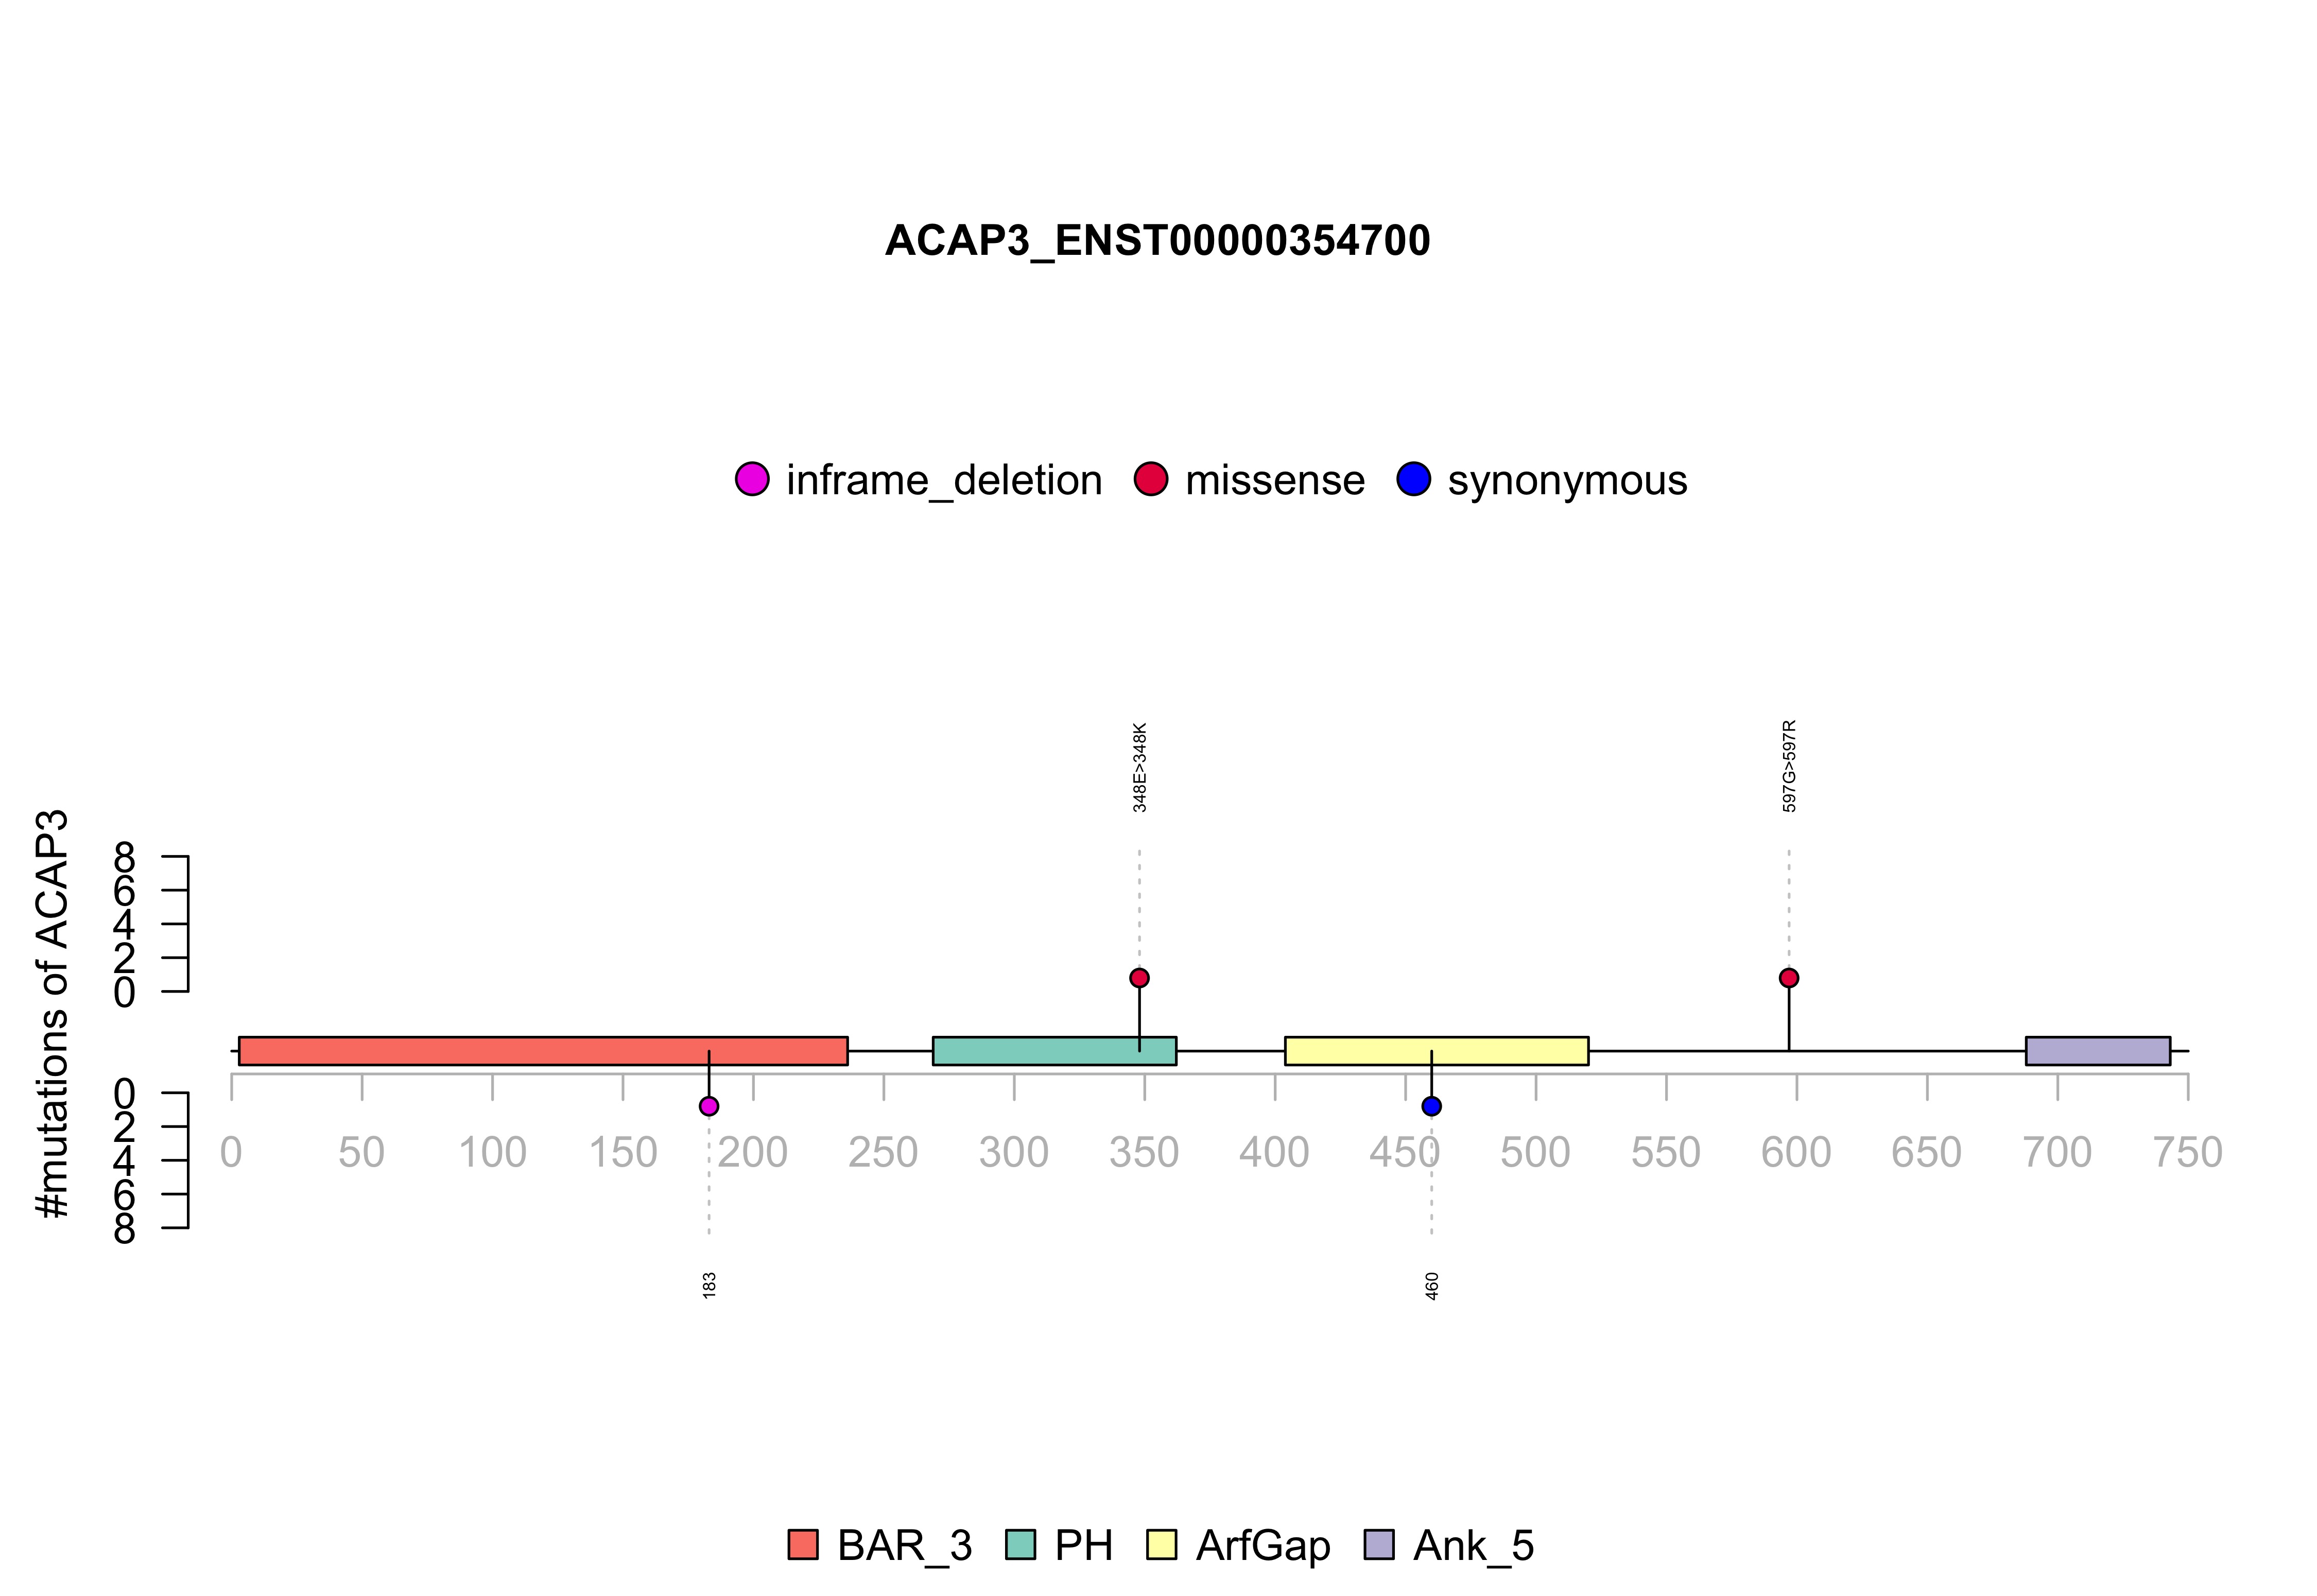 ACAP3_ENST00000354700
inframe_deletion missense synonymous
348E>348K 597G>597R
#mutations of ACAP3
8
6
4
2
0
0
2
4
6
8
0 50 100 150 200 250 300 350 400 450 500 550 600 650 700 750
183 460
BAR_3 PH ArfGap Ank_5